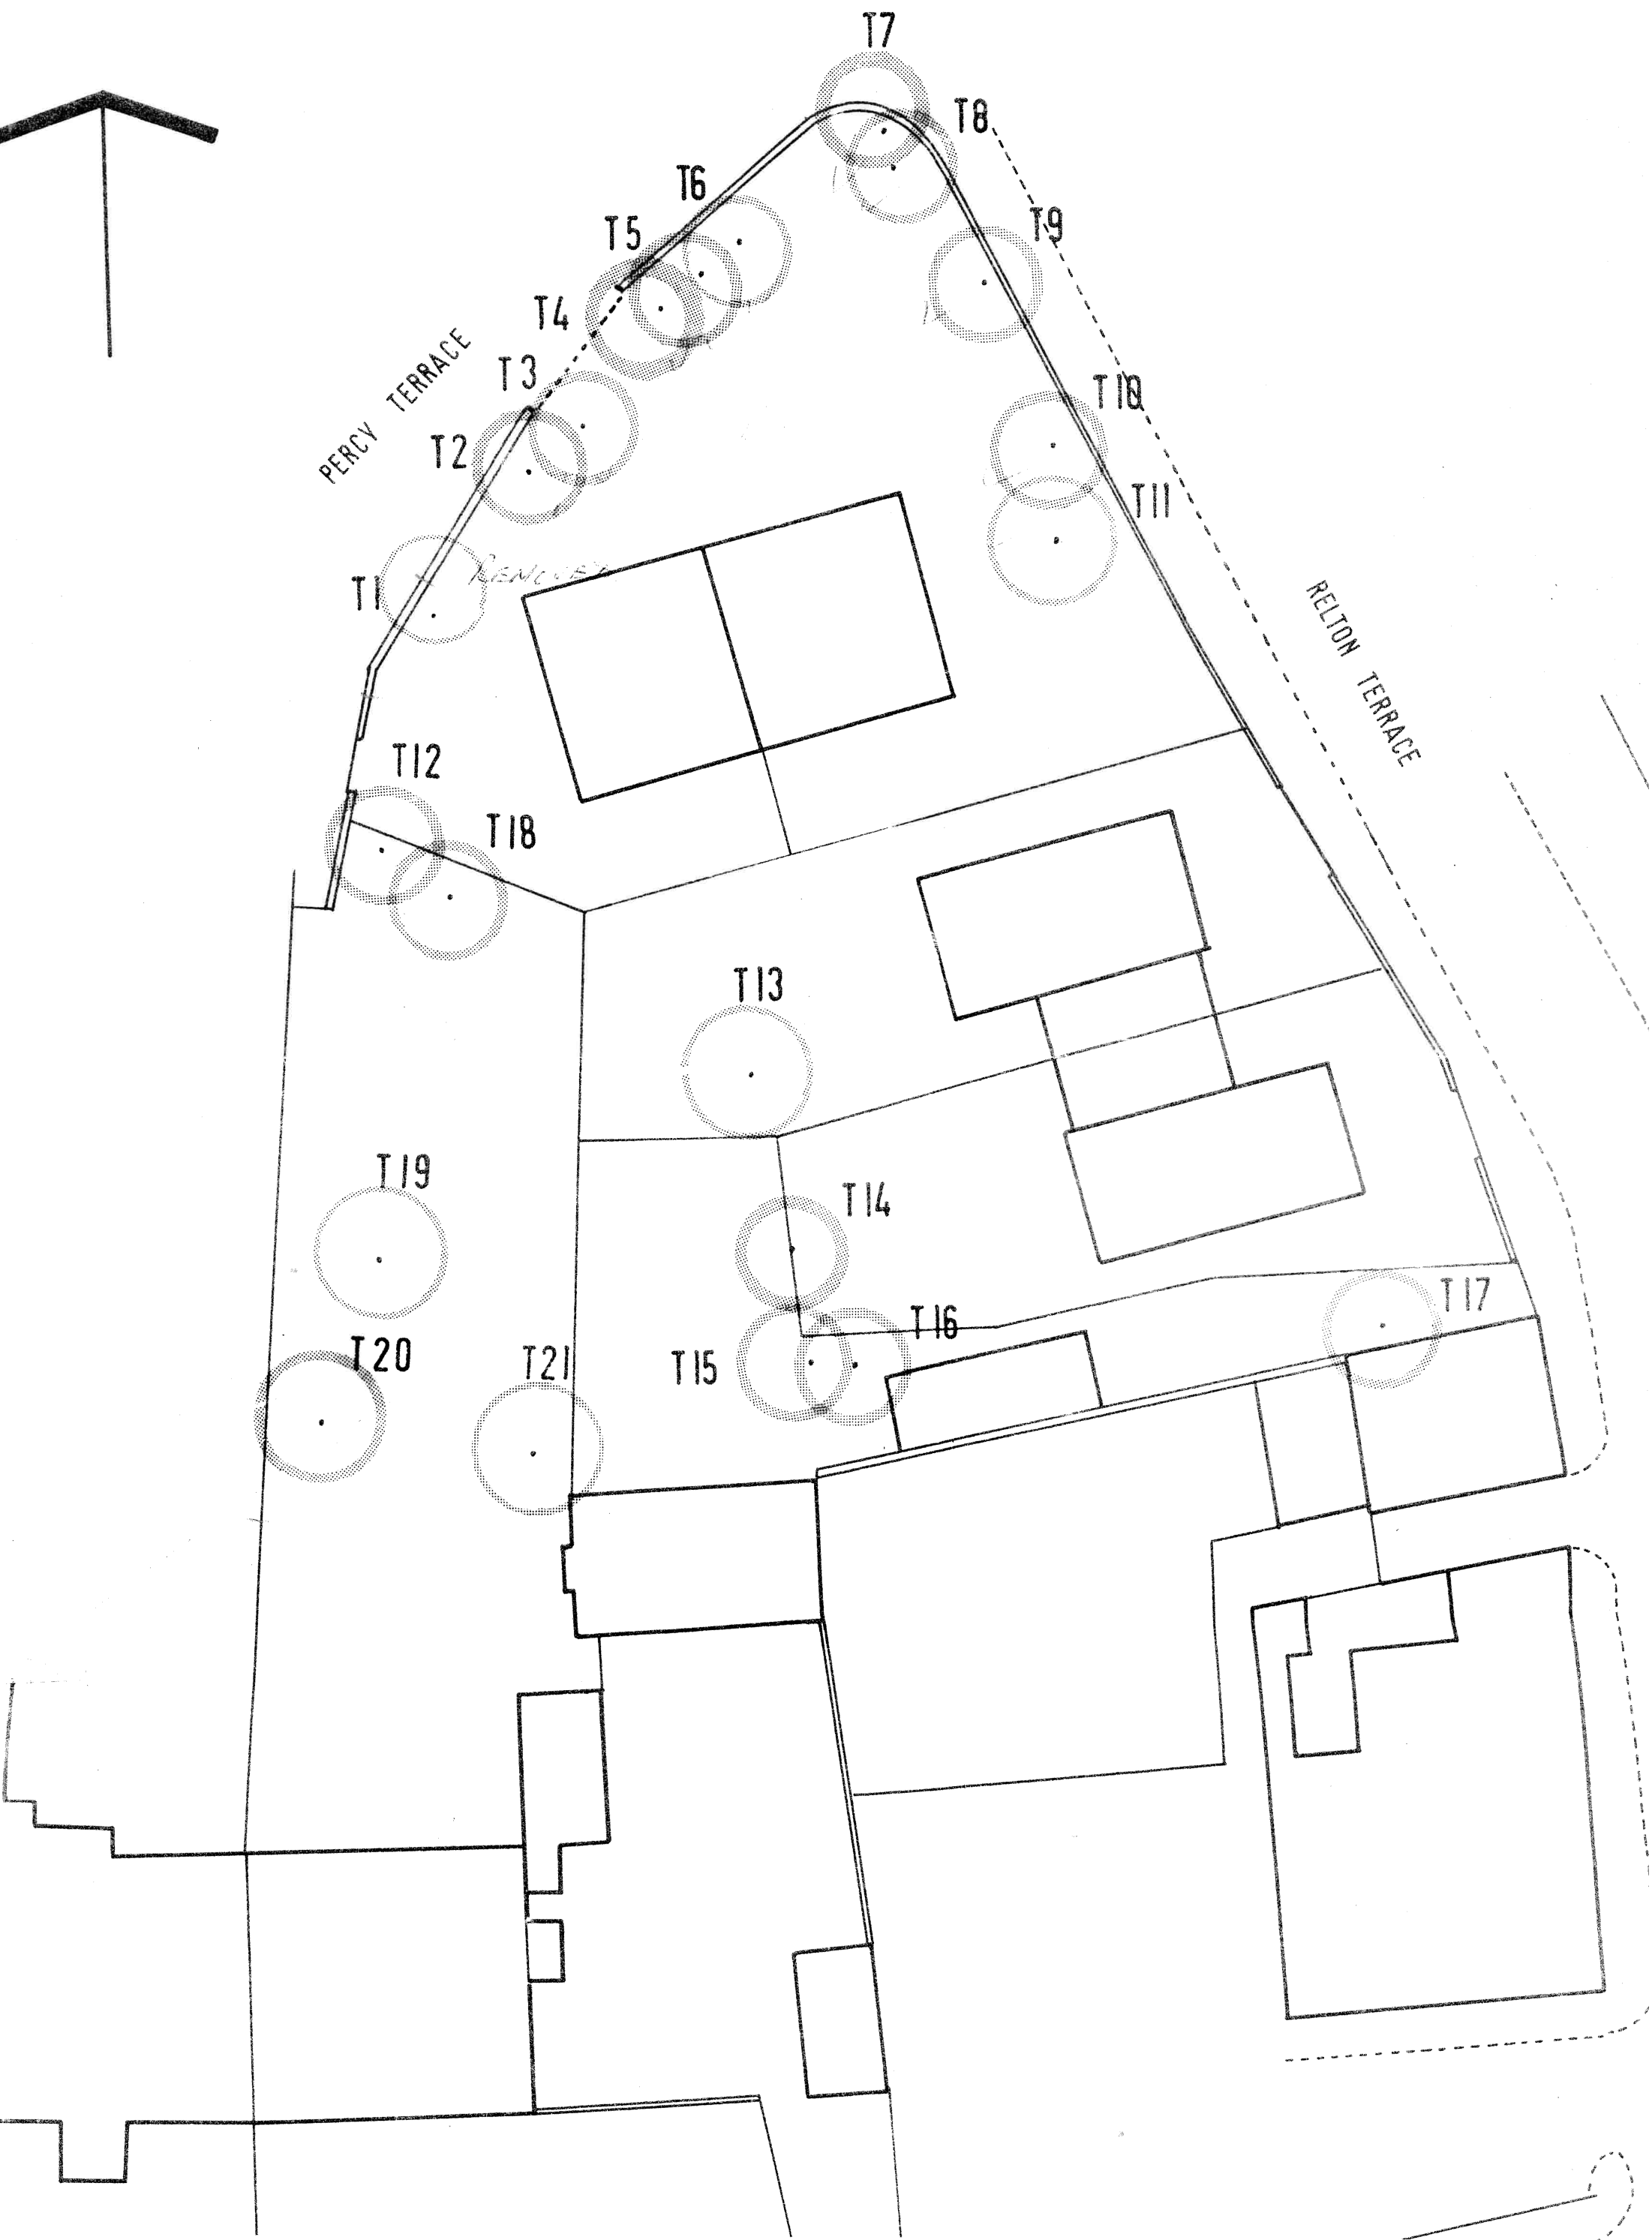 T7
T8
T6
T9
T5
T4
PERCY TERRACE
T3
T10
T2
T11
T1
REMOVED
RELTON TERRACE
T12
T18
T13
T19
T14
T17
T16
T20
T21
T15